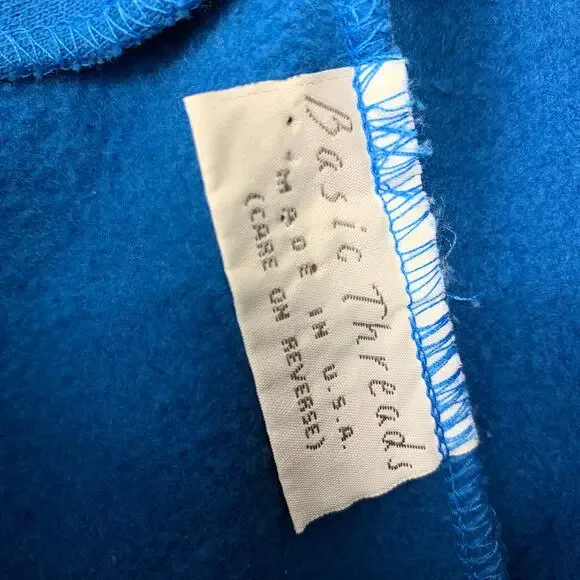 Basic Threads
MADE IN U.S.A.
(CARE ON REVERSE)